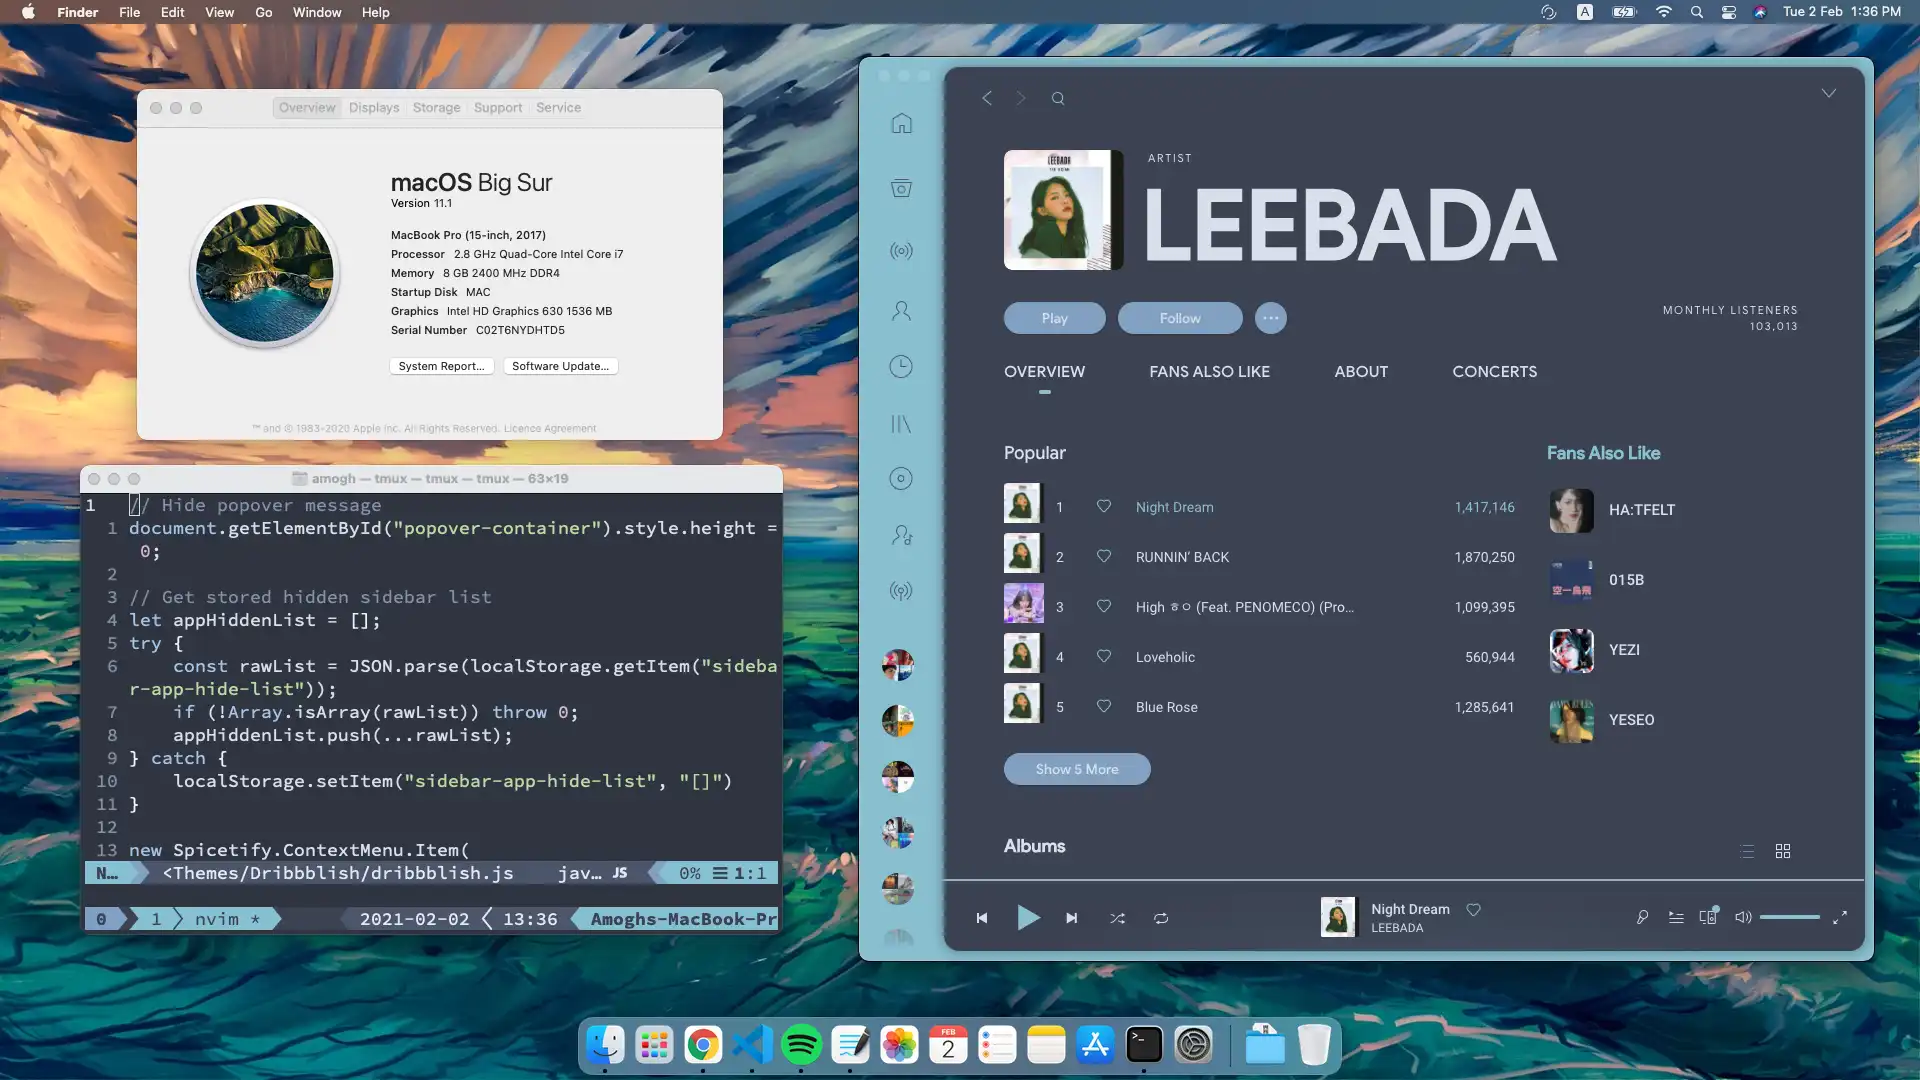 Finder File Edit View Go Window Help
A Tue 2 Feb 1:36 PM
Overview Displays Storage Support Service
macOS Big Sur
Version 11.1
MacBook Pro (15-inch, 2017)
Processor 2.8 GHz Quad-Core Intel Core i7
Memory 8 GB 2400 MHz DDR4
Startup Disk MAC
Graphics Intel HD Graphics 630 1536 MB
Serial Number C02T6NYDHTD5
System Report... Software Update...
™ and © 1983-2020 Apple Inc. All Rights Reserved. Licence Agreement
amogh — tmux — tmux — tmux — 63×19
1 // Hide popover message
1 document.getElementById("popover-container").style.height =
0;
2
3 // Get stored hidden sidebar list
4 let appHiddenList = [];
5 try {
6 const rawList = JSON.parse(localStorage.getItem("sideba
r-app-hide-list"));
7 if (!Array.isArray(rawList)) throw 0;
8 appHiddenList.push(...rawList);
9 } catch {
10 localStorage.setItem("sidebar-app-hide-list", "[]")
11 }
12
13 new Spicetify.ContextMenu.Item(
N… <Themes/Dribbblish/dribbblish.js jav… JS 0% ☰ 1:1
0 1 nvim * 2021-02-02 13:36 Amoghs-MacBook-Pr
LEEBADA
ARTIST
LEEBADA
Play Follow
MONTHLY LISTENERS
103,013
OVERVIEW FANS ALSO LIKE ABOUT CONCERTS
Popular
1 Night Dream 1,417,146
2 RUNNIN' BACK 1,870,250
3 High ㅎㅇ (Feat. PENOMECO) (Pro...
1,099,395
4 Loveholic 560,944
5 Blue Rose 1,285,641
Show 5 More
Fans Also Like
HA:TFELT
015B
YEZI
YESEO
Albums
Night Dream
LEEBADA
FEB
2